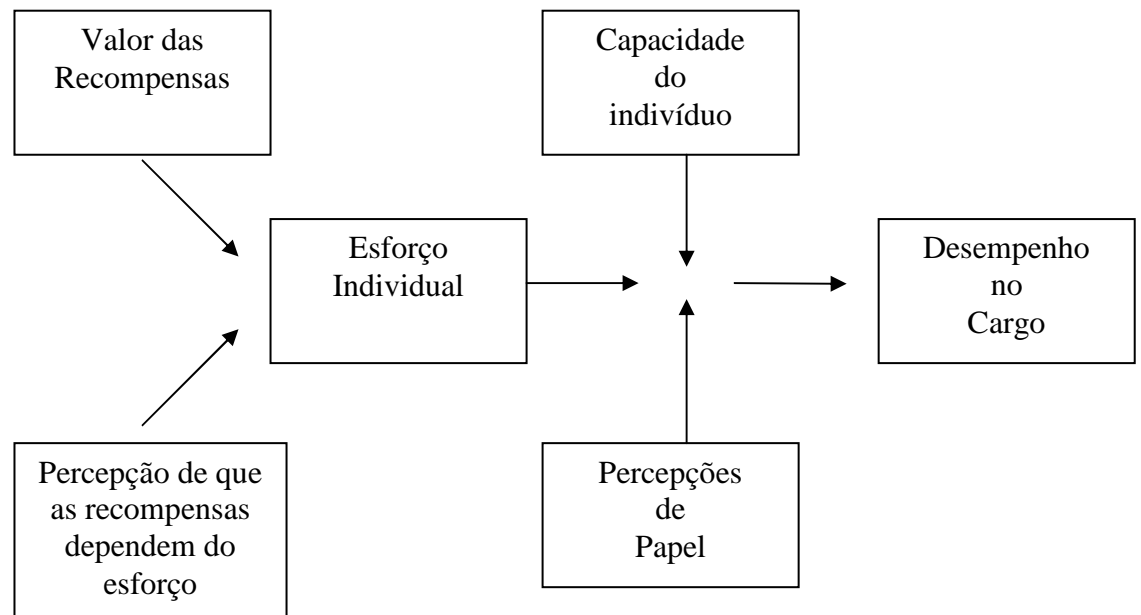 Valor das
Recompensas
Capacidade
do
indivíduo
Esforço
Individual
Desempenho
no
Cargo
Percepção de que
as recompensas
dependem do
esforço
Percepções
de
Papel